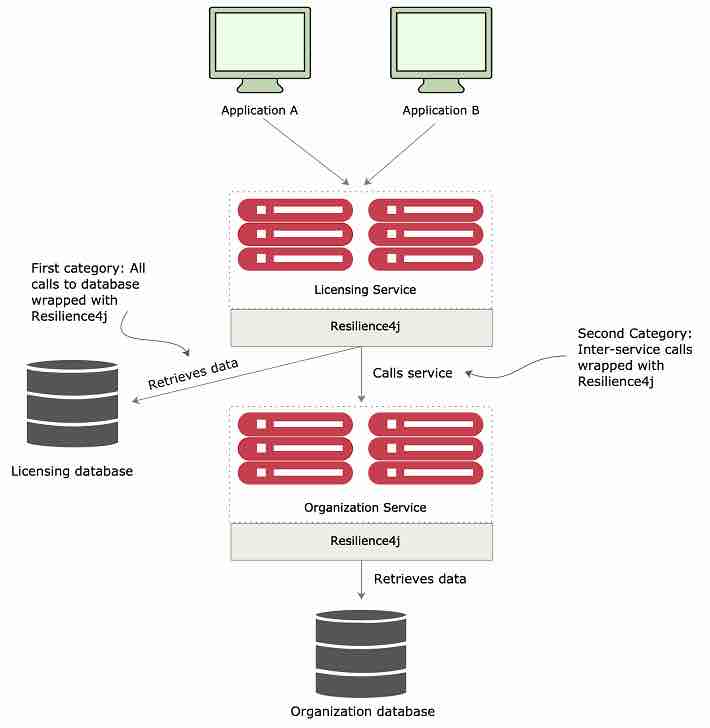 Application A
Application B
Licensing Service
Resilience4j
First category: All
calls to database
wrapped with
Resilience4j
Second Category:
Inter-service calls
wrapped with
Resilience4j
Retrieves data
Calls service
Licensing database
Organization Service
Resilience4j
Retrieves data
Organization database